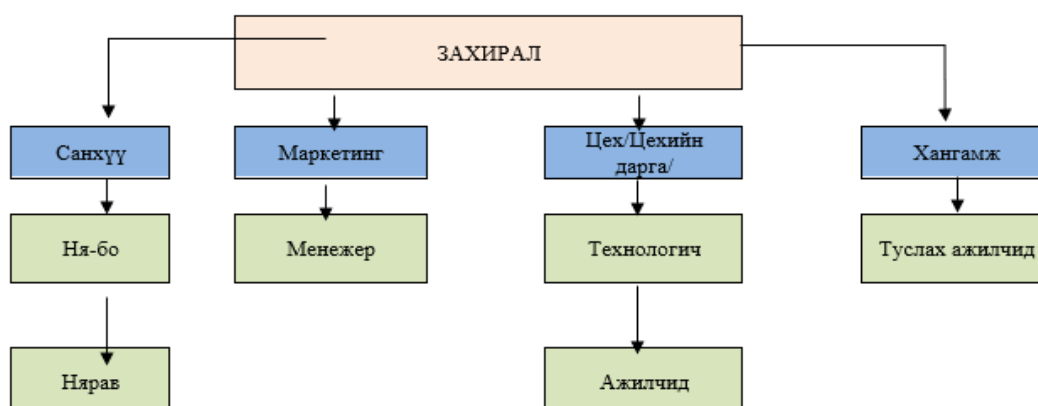 ЗАХИРАЛ
Санхүү
Маркетинг
Цех/Цехийн
дарга/
Хангамж
Ня-бо
Менежер
Технологич
Туслах ажилчид
Нярав
Ажилчид